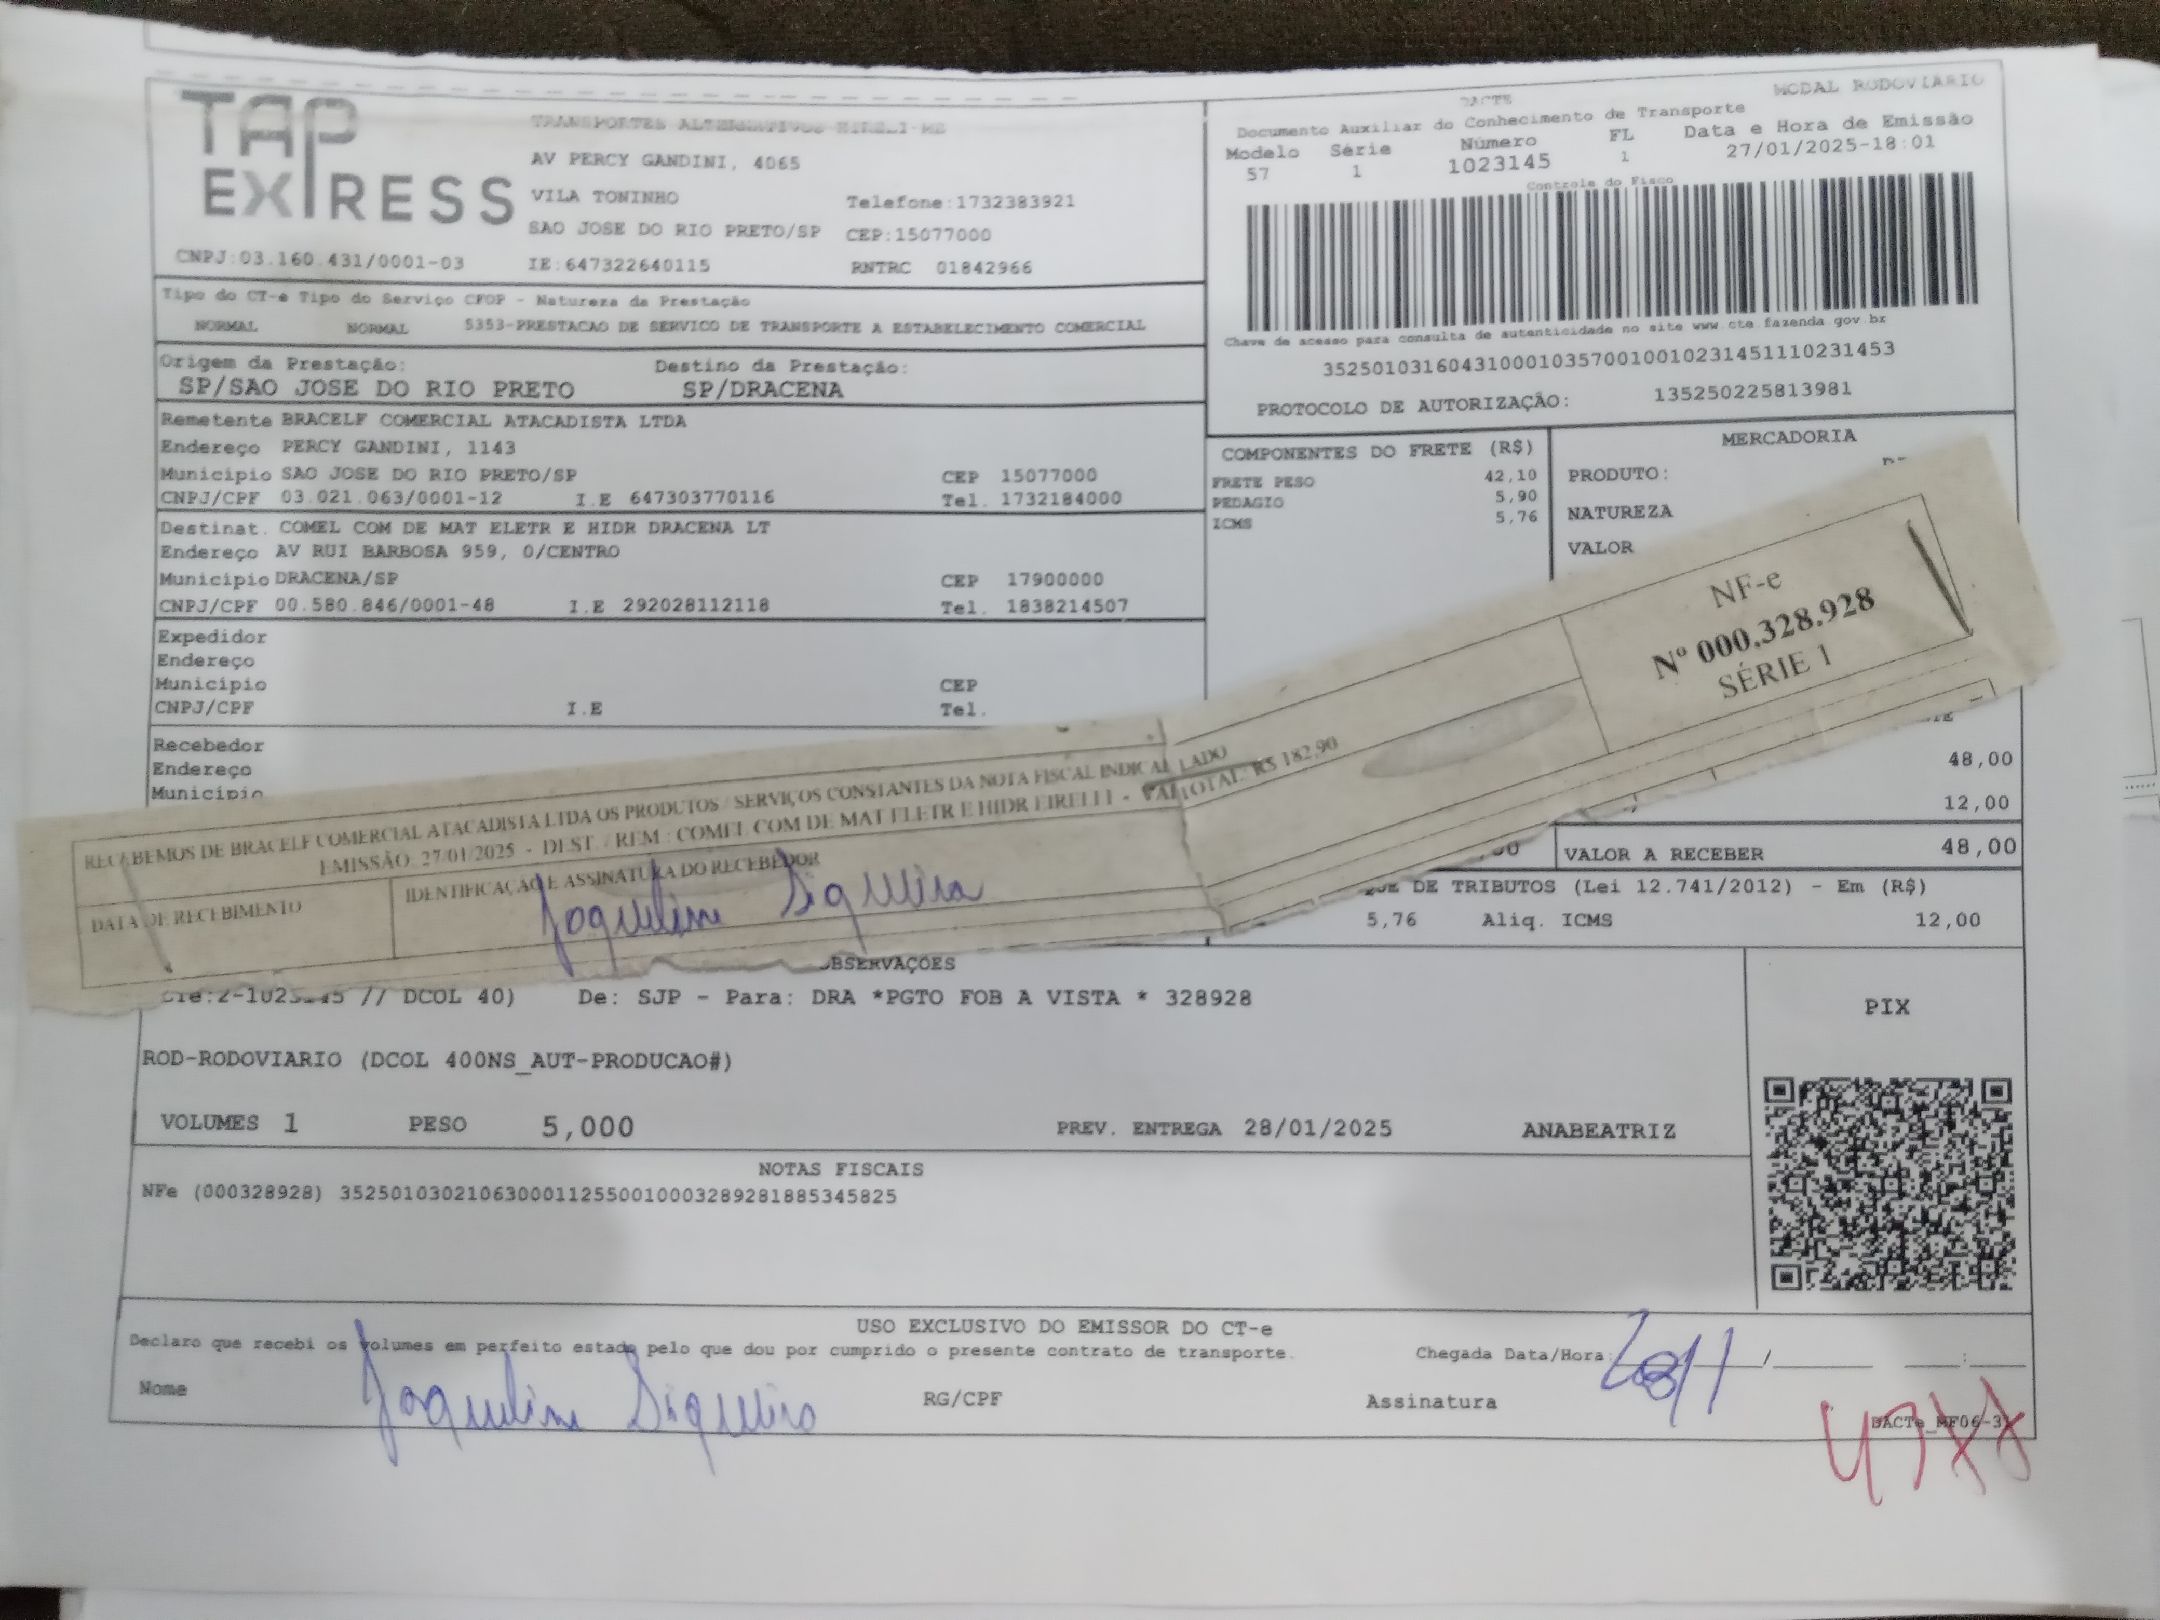 TAP
EXPRESS
TRANSPORTES ALTERNATIVOS EIRELI-ME
AV PERCY GANDINI, 4065
VILA TONINHO Telefone:1732383921
SAO JOSE DO RIO PRETO/SP CEP:15077000
CNPJ:03.160.431/0001-03 IE:647322640115 RNTRC 01842966
DACTE MODAL RODOVIARIO
Documento Auxiliar do Conhecimento de Transporte
Modelo Série Número FL Data e Hora de Emissão
57 1 1023145 1 27/01/2025-18:01
Controle do Fisco
Chave de acesso para consulta de autenticidade no site www.cte.fazenda.gov.br
35250103160431000103570010010231451110231453
PROTOCOLO DE AUTORIZAÇÃO: 135250225813981
Tipo do CT-e Tipo do Serviço CFOP - Natureza da Prestação
NORMAL NORMAL 5353-PRESTACAO DE SERVICO DE TRANSPORTE A ESTABELECIMENTO COMERCIAL
Origem da Prestação: Destino da Prestação:
SP/SAO JOSE DO RIO PRETO SP/DRACENA
Remetente BRACELF COMERCIAL ATACADISTA LTDA
Endereço PERCY GANDINI, 1143
Município SAO JOSE DO RIO PRETO/SP CEP 15077000
CNPJ/CPF 03.021.063/0001-12 I.E 647303770116 Tel. 1732184000
Destinat. COMEL COM DE MAT ELETR E HIDR DRACENA LT
Endereço AV RUI BARBOSA 959, 0/CENTRO
Município DRACENA/SP CEP 17900000
CNPJ/CPF 00.580.846/0001-48 I.E 292028112118 Tel. 1838214507
Expedidor
Endereço
Município CEP
CNPJ/CPF I.E Tel.
Recebedor
Endereço
Município
COMPONENTES DO FRETE (R$)
FRETE PESO 42,10
PEDAGIO 5,90
ICMS 5,76
MERCADORIA
PRODUTO:
NATUREZA
VALOR
NF-e
Nº 000.328.928
SÉRIE 1
RECEBEMOS DE BRACELF COMERCIAL ATACADISTA LTDA OS PRODUTOS / SERVIÇOS CONSTANTES DA NOTA FISCAL INDICAL LADO
EMISSÃO: 27/01/2025 - DEST. / REM.: COMEL COM DE MAT ELETR E HIDR EIRELLI - VALTOTAL: R$ 182,90
DATA DE RECEBIMENTO IDENTIFICAÇÃO E ASSINATURA DO RECEBEDOR
Joqueline Siqueira
48,00
12,00
VALOR A RECEBER 48,00
DE TRIBUTOS (Lei 12.741/2012) - Em (R$)
5,76 Aliq. ICMS 12,00
OBSERVAÇÕES
// DCOL 40) De: SJP - Para: DRA *PGTO FOB A VISTA * 328928
ROD-RODOVIARIO (DCOL 400NS_AUT-PRODUCAO#)
VOLUMES 1 PESO 5,000 PREV. ENTREGA 28/01/2025 ANABEATRIZ
PIX
NOTAS FISCAIS
NFe (000328928) 35250103021063000112550010003289281885345825
USO EXCLUSIVO DO EMISSOR DO CT-e
Declaro que recebi os volumes em perfeito estado pelo que dou por cumprido o presente contrato de transporte. Chegada Data/Hora: / :
Nome Joqueline Siqueira RG/CPF Assinatura
DACTe_MF06-3